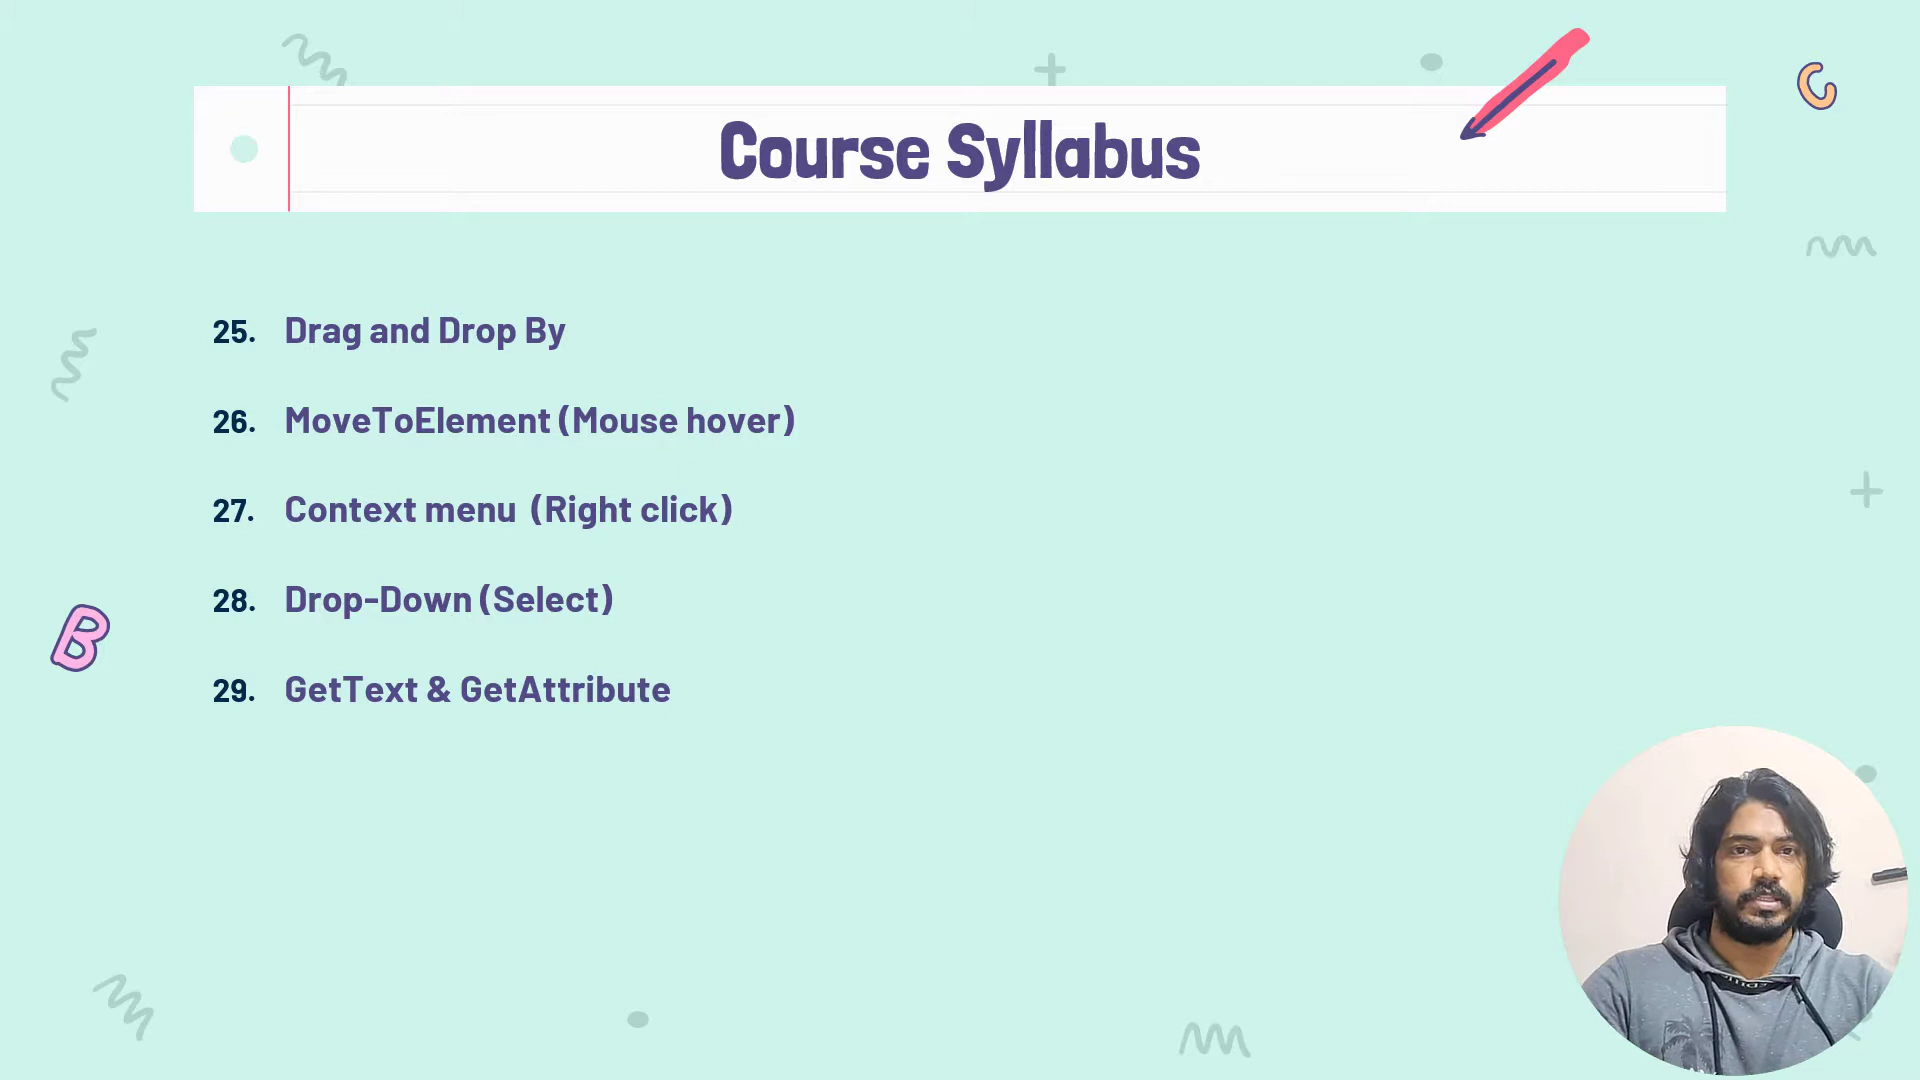 Course Syllabus
C
25. Drag and Drop By
26. MoveToElement (Mouse hover)
27. Context menu (Right click)
28. Drop-Down (Select)
B
29. GetText & GetAttribute